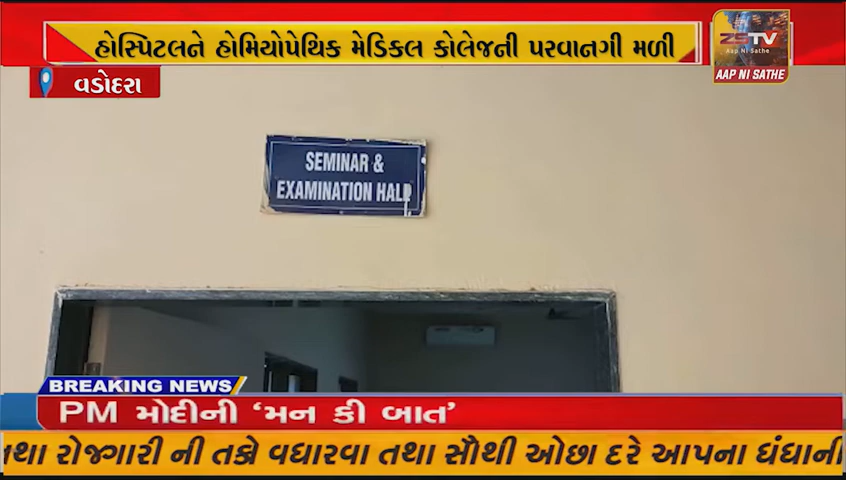 હોસ્પિટલને હોમિયોપેથિક મેડિકલ કોલેજની પરવાનગી મળી
ZSTV
Aap Ni Sathe
AAP NI SATHE
વડોદરા
SEMINAR &
EXAMINATION HALL
BREAKING NEWS
PM મોદીની ‘મન કી બાત’
રોજગારી ની તકો વધારવા તથા સૌથી ઓછા દરે આપના ધંધાની